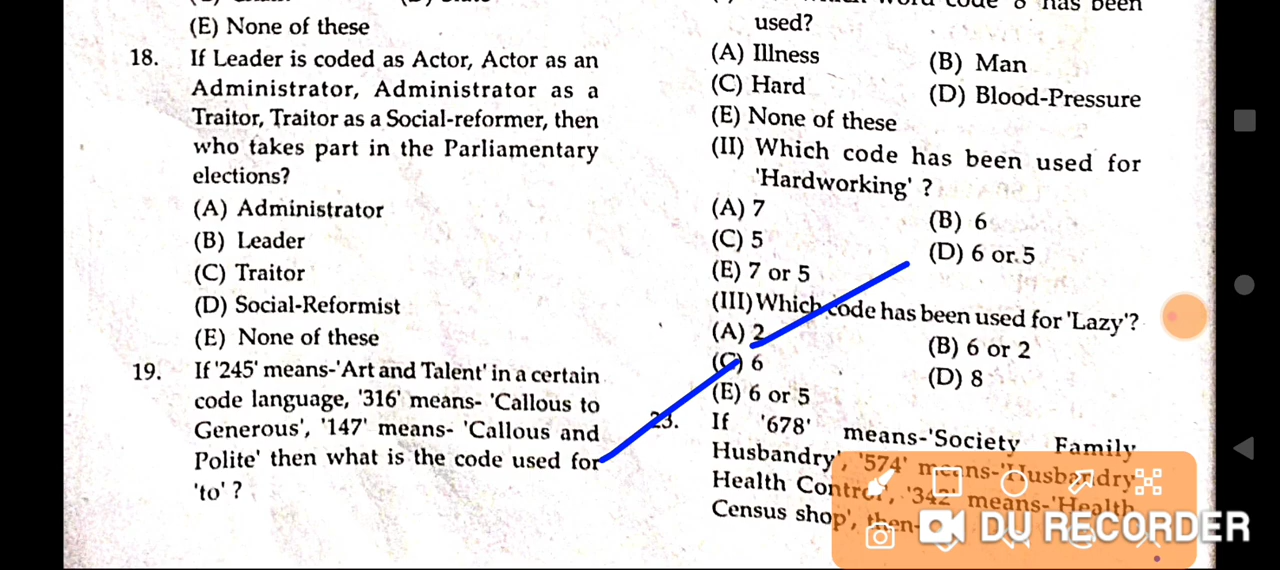 (E) None of these
18. If Leader is coded as Actor, Actor as an
Administrator, Administrator as a
Traitor, Traitor as a Social-reformer, then
who takes part in the Parliamentary
elections?
(A) Administrator
(B) Leader
(C) Traitor
(D) Social-Reformist
(E) None of these
19. If '245' means-'Art and Talent' in a certain
code language, '316' means- 'Callous to
Generous', '147' means- 'Callous and
Polite' then what is the code used for
'to' ?
has been
used?
(A) Illness (B) Man
(C) Hard (D) Blood-Pressure
(E) None of these
(II) Which code has been used for
'Hardworking' ?
(A) 7 (B) 6
(C) 5 (D) 6 or 5
(E) 7 or 5
(III) Which code has been used for 'Lazy'?
(A) 2 (B) 6 or 2
(C) 6 (D) 8
(E) 6 or 5
23. If '678' means-'Society Family
Husbandry', '574' means-'Husbandry
Health Control', '342' means-'Health
Census shop', then-
DU RECORDER